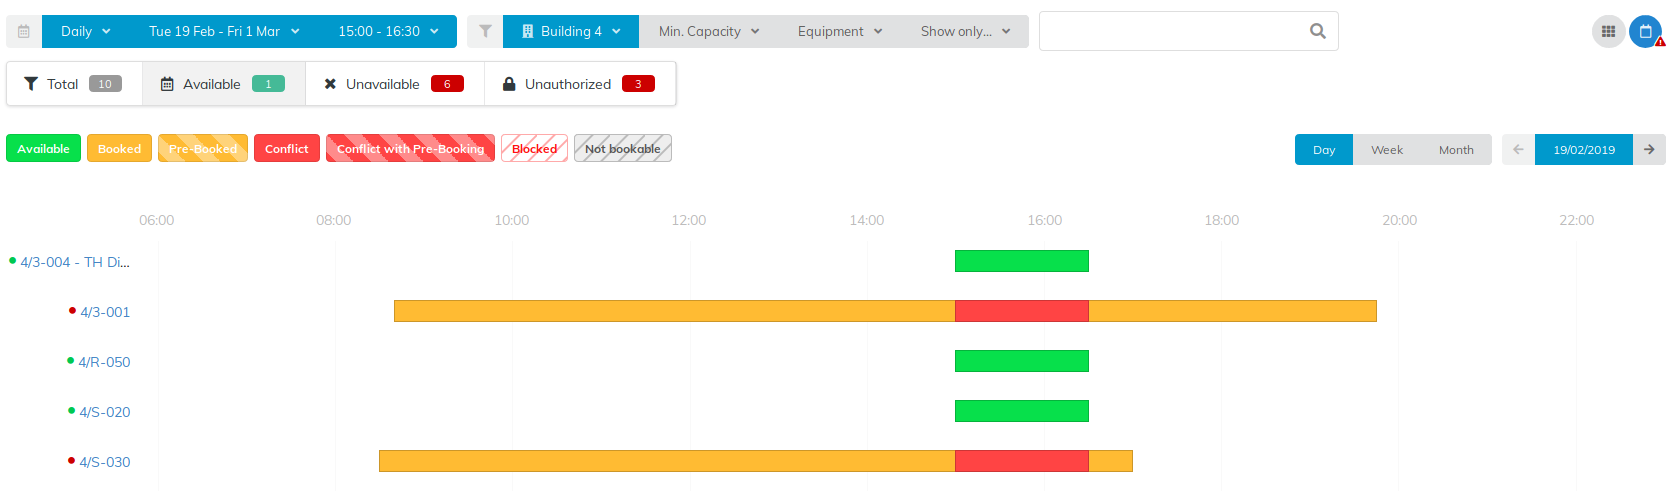 Daily Tue 19 Feb - Fri 1 Mar 15:00 - 16:30 Building 4 Min. Capacity Equipment Show only...
Total 10 Available 1 Unavailable 6 Unauthorized 3
Available Booked Pre-Booked Conflict Conflict with Pre-Booking Blocked Not bookable Day Week Month 19/02/2019
06:00 08:00 10:00 12:00 14:00 16:00 18:00 20:00 22:00
4/3-004 - TH Di...
4/3-001
4/R-050
4/S-020
4/S-030